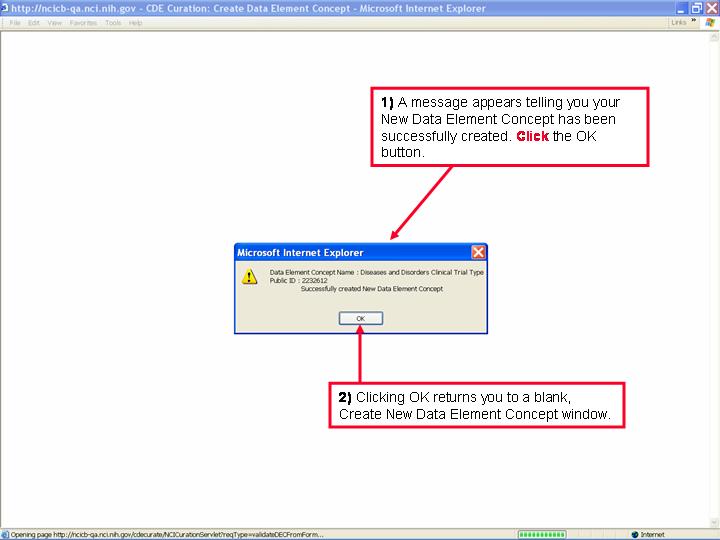 http://ncicb-qa.nci.nih.gov - CDE Curation: Create Data Element Concept - Microsoft Internet Explorer
File Edit View Favorites Tools Help Links »
1) A message appears telling you your
New Data Element Concept has been
successfully created. Click the OK
button.
Microsoft Internet Explorer
Data Element Concept Name : Diseases and Disorders Clinical Trial Type
Public ID : 2232612
Successfully created New Data Element Concept
OK
2) Clicking OK returns you to a blank,
Create New Data Element Concept window.
Opening page http://ncicb-qa.nci.nih.gov/cdecurate/NCICurationServlet?reqType=validateDECFromForm... Internet